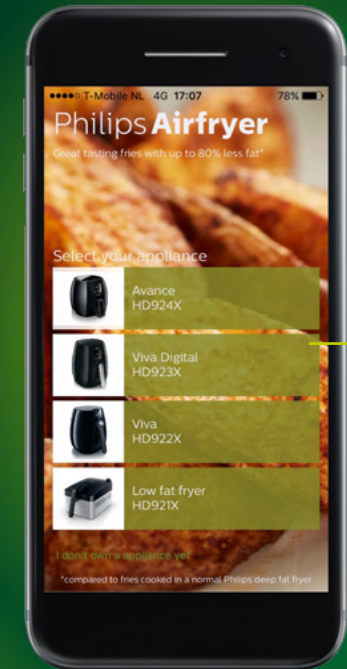 T-Mobile NL 4G 17:07 78%
Philips Airfryer
Great tasting fries with up to 80% less fat*
Select your appliance
Avance
HD924X
Viva Digital
HD923X
Viva
HD922X
Low fat fryer
HD921X
I don't own a appliance yet
*compared to fries cooked in a normal Philips deep fat fryer